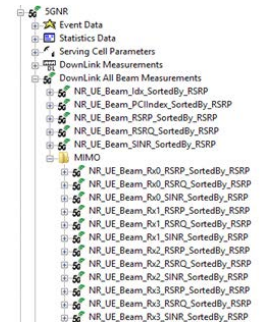 5GNR
Event Data
Statistics Data
Serving Cell Parameters
DownLink Measurements
DownLink All Beam Measurements
NR_UE_Beam_Idx_SortedBy_RSRP
NR_UE_Beam_PCIIndex_SortedBy_RSRP
NR_UE_Beam_RSRP_SortedBy_RSRP
NR_UE_Beam_RSRQ_SortedBy_RSRP
NR_UE_Beam_SINR_SortedBy_RSRP
MIMO
NR_UE_Beam_Rx0_RSRP_SortedBy_RSRP
NR_UE_Beam_Rx0_RSRQ_SortedBy_RSRP
NR_UE_Beam_Rx0_SINR_SortedBy_RSRP
NR_UE_Beam_Rx1_RSRP_SortedBy_RSRP
NR_UE_Beam_Rx1_RSRQ_SortedBy_RSRP
NR_UE_Beam_Rx1_SINR_SortedBy_RSRP
NR_UE_Beam_Rx2_RSRP_SortedBy_RSRP
NR_UE_Beam_Rx2_RSRQ_SortedBy_RSRP
NR_UE_Beam_Rx2_SINR_SortedBy_RSRP
NR_UE_Beam_Rx3_RSRP_SortedBy_RSRP
NR_UE_Beam_Rx3_RSRQ_SortedBy_RSRP
NR_UE_Beam_Rx3_SINR_SortedBy_RSRP